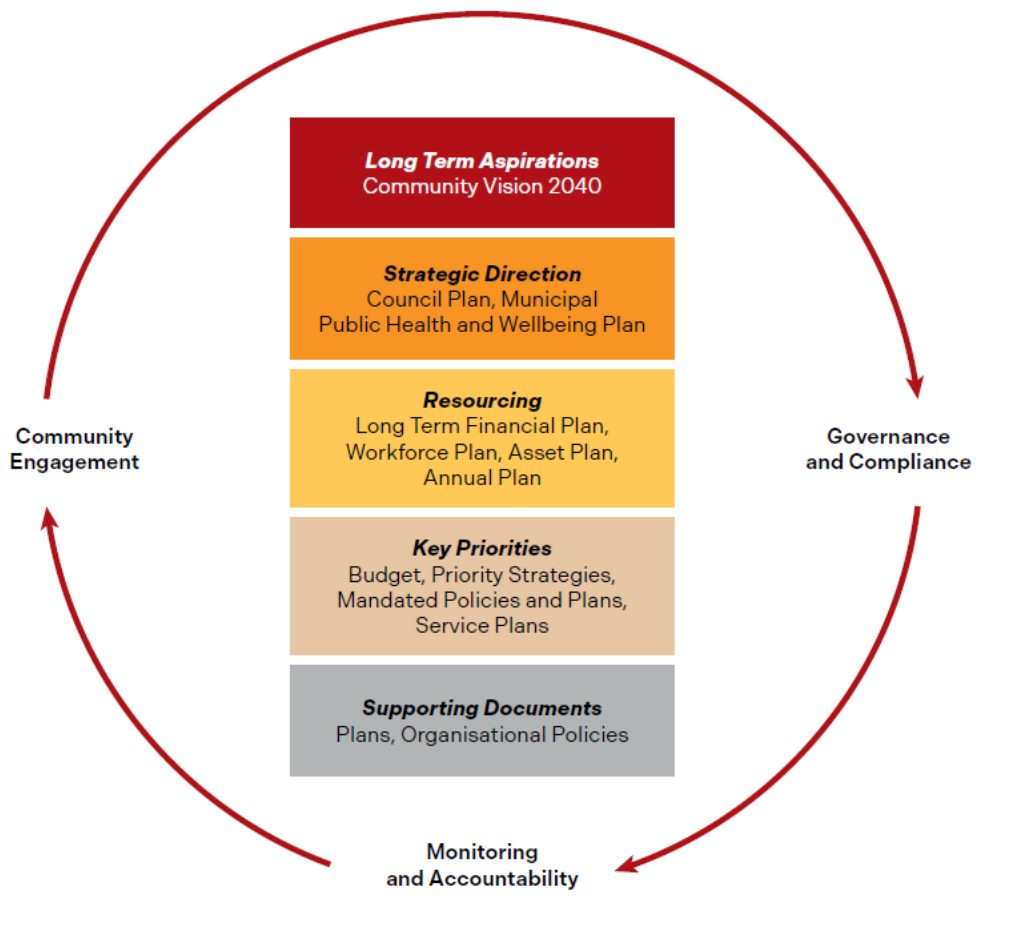 Long Term Aspirations
Community Vision 2040
Strategic Direction
Council Plan, Municipal
Public Health and Wellbeing Plan
Resourcing
Long Term Financial Plan,
Workforce Plan, Asset Plan,
Annual Plan
Community
Engagement
Governance
and Compliance
Key Priorities
Budget, Priority Strategies,
Mandated Policies and Plans,
Service Plans
Supporting Documents
Plans, Organisational Policies
Monitoring
and Accountability